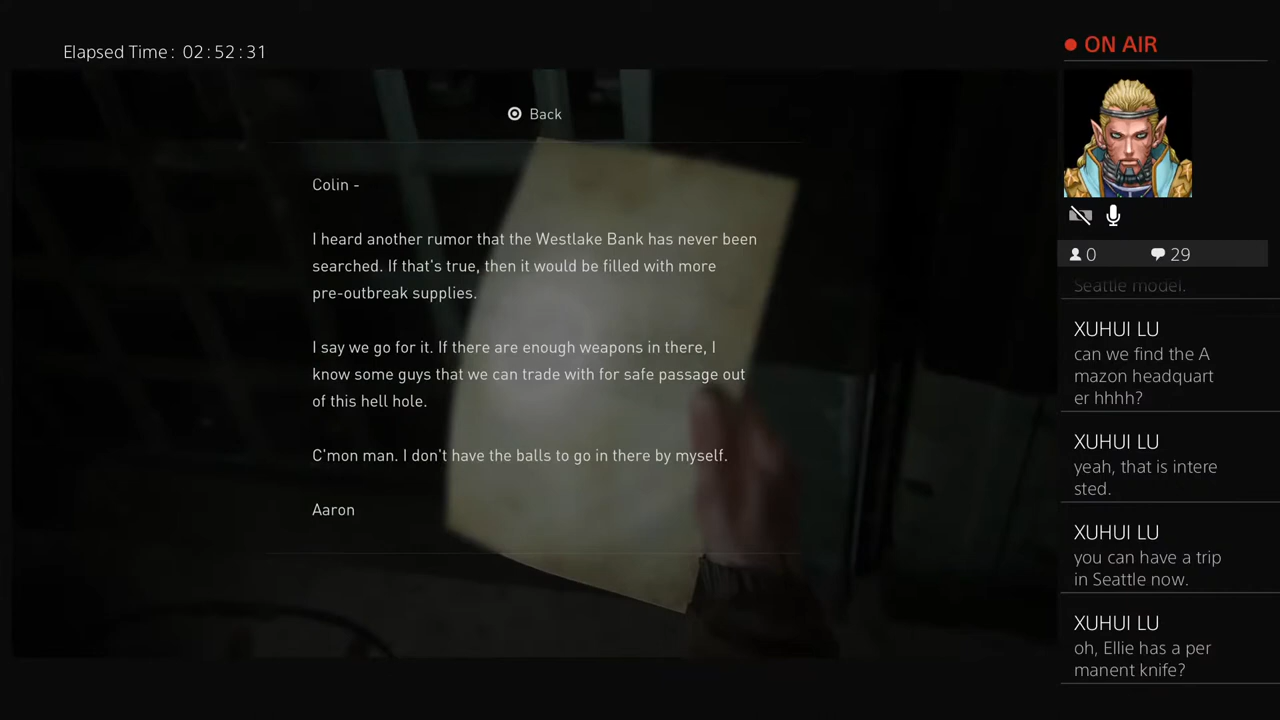 Elapsed Time: 02:52:31
ON AIR
Back
Colin -
I heard another rumor that the Westlake Bank has never been
searched. If that's true, then it would be filled with more
pre-outbreak supplies.
I say we go for it. If there are enough weapons in there, I
know some guys that we can trade with for safe passage out
of this hell hole.
C'mon man. I don't have the balls to go in there by myself.
Aaron
0
29
Seattle model.
XUHUI LU
can we find the A
mazon headquart
er hhhh?
XUHUI LU
yeah, that is intere
sted.
XUHUI LU
you can have a trip
in Seattle now.
XUHUI LU
oh, Ellie has a per
manent knife?